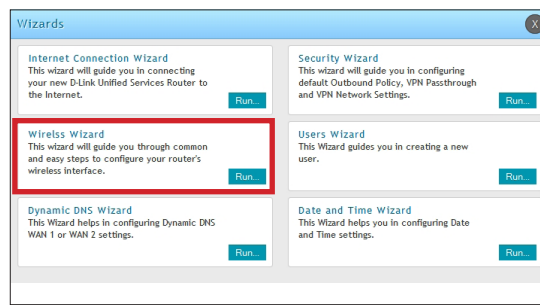 Wizards
X
Internet Connection Wizard
This wizard will guide you in connecting
your new D-Link Unified Services Router to
the Internet.
Run...
Security Wizard
This wizard will guide you in configuring
default Outbound Policy, VPN Passthrough
and VPN Network Settings.
Run...
Wirelss Wizard
This wizard will guide you through common
and easy steps to configure your router's
wireless interface.
Run...
Users Wizard
This Wizard guides you in creating a new
user.
Run...
Dynamic DNS Wizard
This Wizard helps in configuring Dynamic DNS
WAN 1 or WAN 2 settings.
Run...
Date and Time Wizard
This Wizard helps you in configuring Date
and Time settings.
Run...